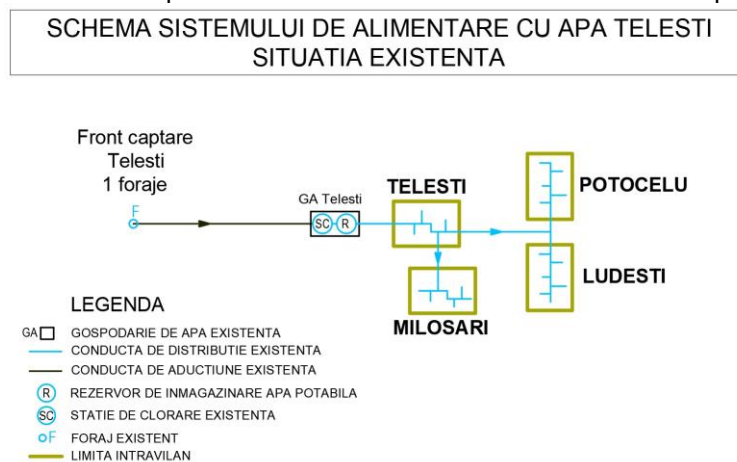 SCHEMA SISTEMULUI DE ALIMENTARE CU APA TELESTI
SITUATIA EXISTENTA
Front captare
Telesti
1 foraje
F
GA Telesti
SC
R
TELESTI
POTOCELU
LUDESTI
MILOSARI
LEGENDA
GA GOSPODARIE DE APA EXISTENTA
CONDUCTA DE DISTRIBUTIE EXISTENTA
CONDUCTA DE ADUCTIUNE EXISTENTA
R REZERVOR DE INMAGAZINARE APA POTABILA
SC STATIE DE CLORARE EXISTENTA
F FORAJ EXISTENT
LIMITA INTRAVILAN